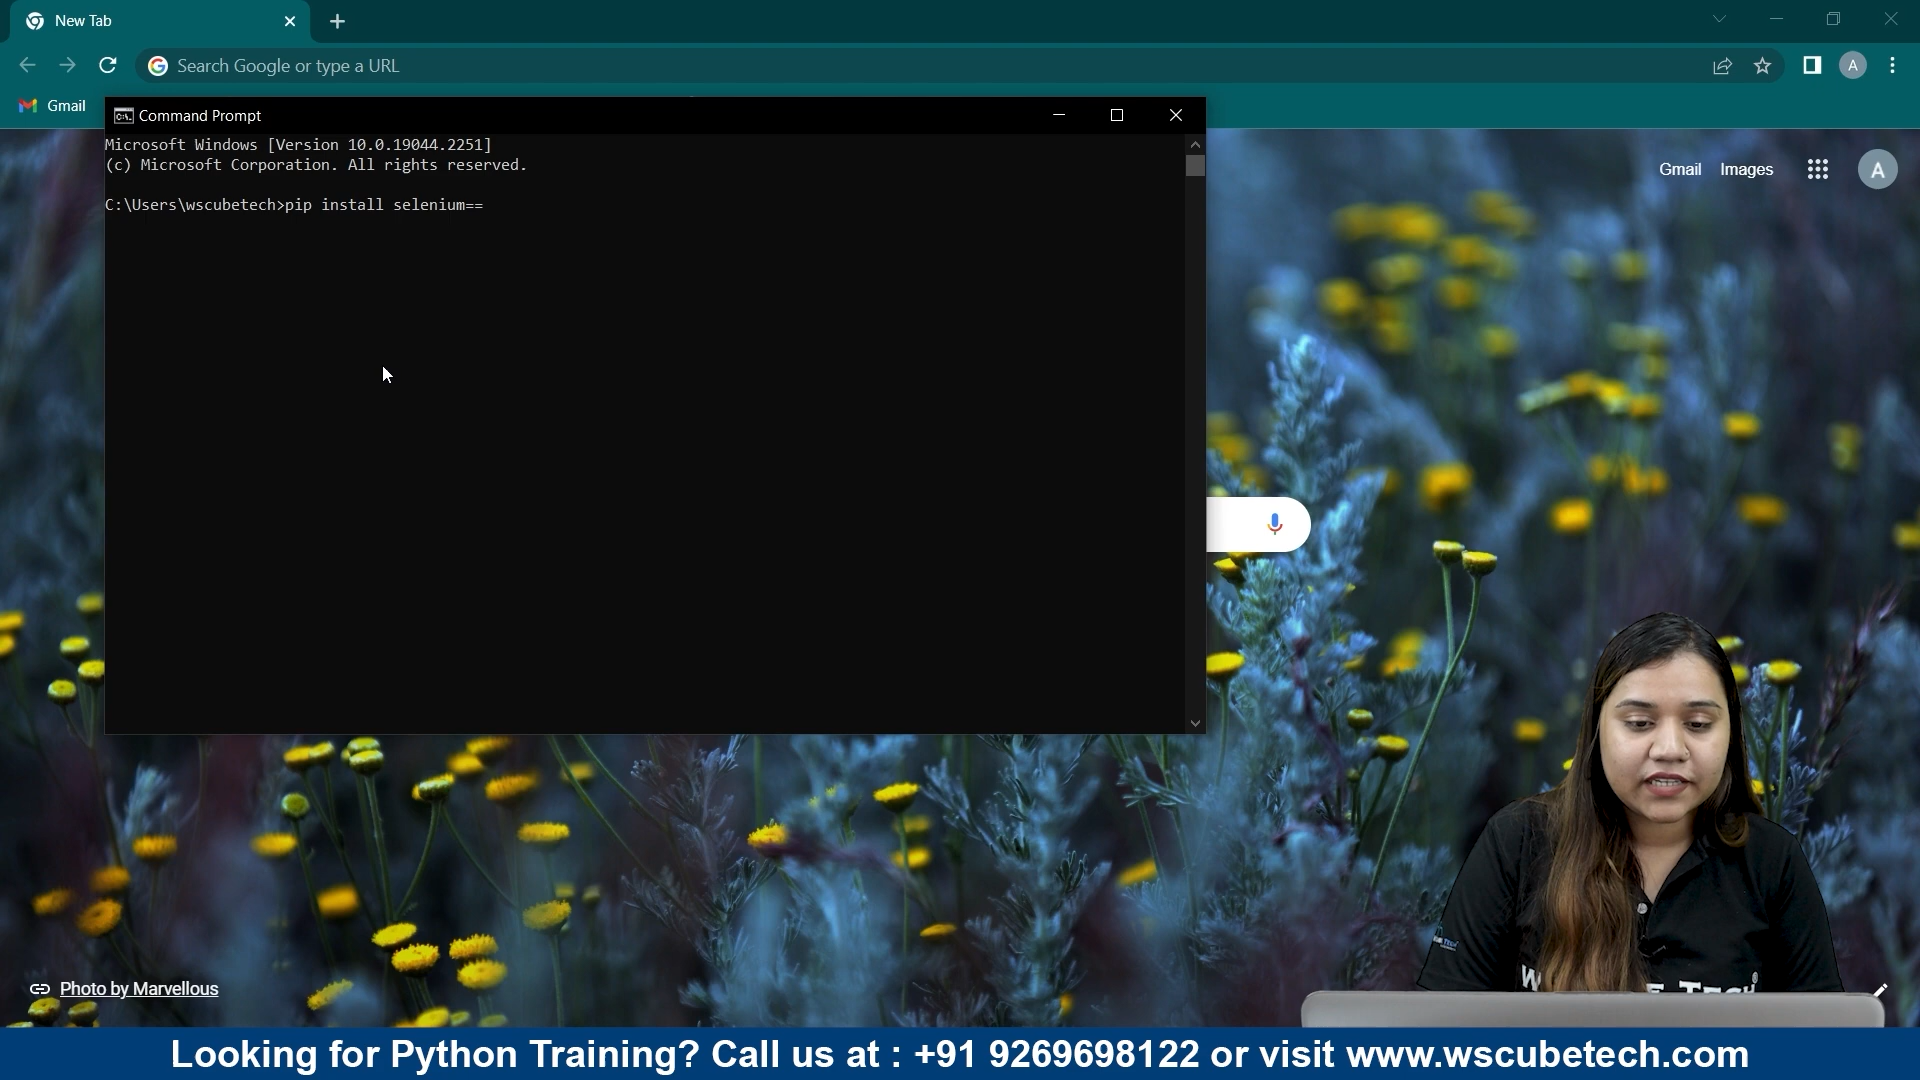 New Tab
Search Google or type a URL
Gmail
Command Prompt
Microsoft Windows [Version 10.0.19044.2251]
(c) Microsoft Corporation. All rights reserved.
C:\Users\wscubetech>pip install selenium==
Gmail Images
A
A
Photo by Marvellous
Looking for Python Training? Call us at : +91 9269698122 or visit www.wscubetech.com